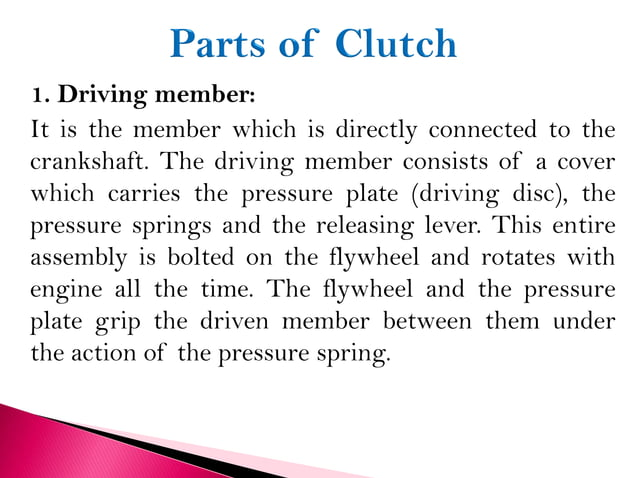 Parts of Clutch
1. Driving member:
It is the member which is directly connected to the
crankshaft. The driving member consists of a cover
which carries the pressure plate (driving disc), the
pressure springs and the releasing lever. This entire
assembly is bolted on the flywheel and rotates with
engine all the time. The flywheel and the pressure
plate grip the driven member between them under
the action of the pressure spring.